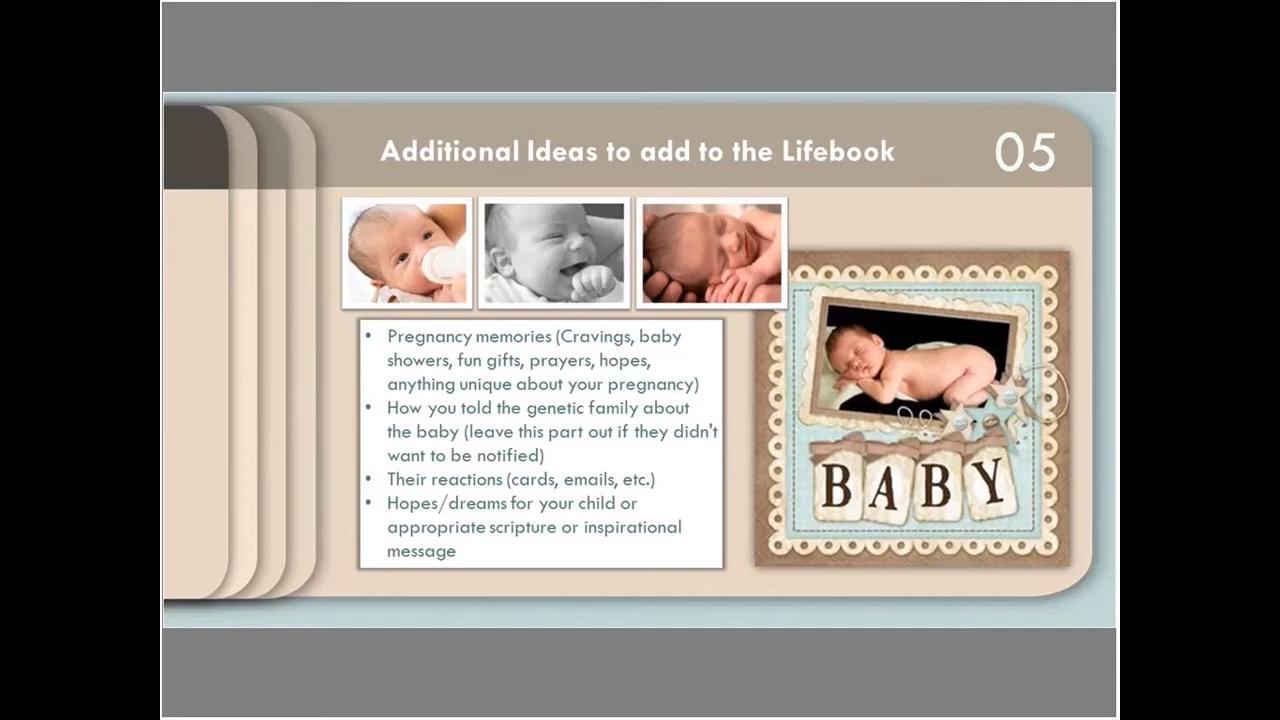 Additional Ideas to add to the Lifebook
05
• Pregnancy memories (Cravings, baby
showers, fun gifts, prayers, hopes,
anything unique about your pregnancy)
• How you told the genetic family about
the baby (leave this part out if they didn't
want to be notified)
• Their reactions (cards, emails, etc.)
• Hopes/dreams for your child or
appropriate scripture or inspirational
message
BABY